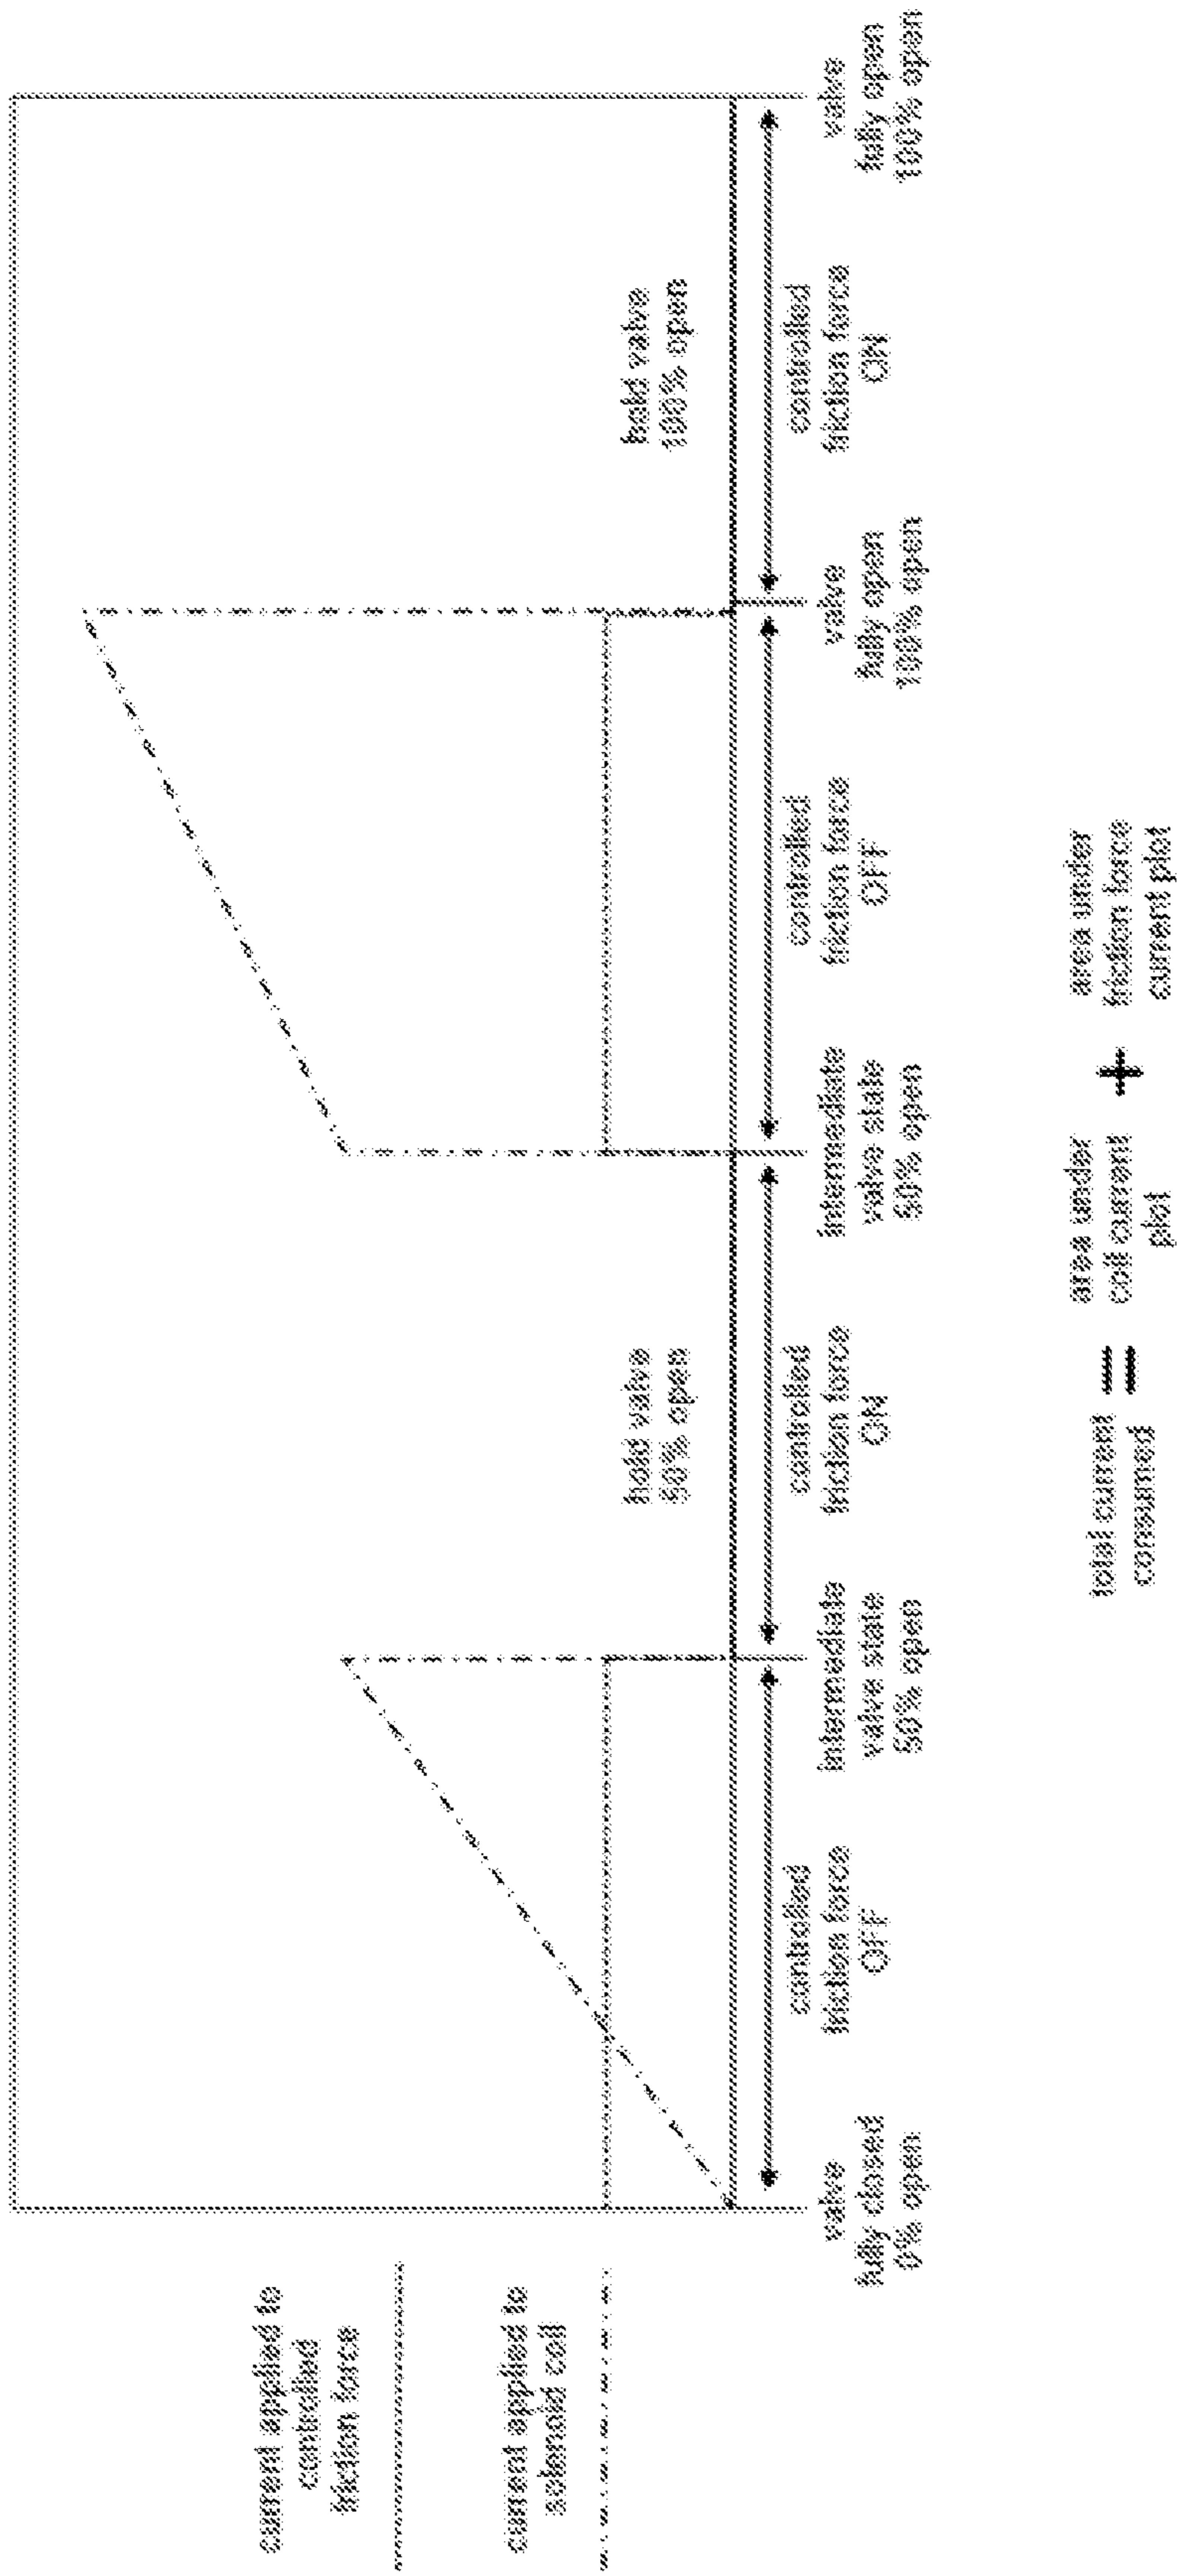 current applied to
controlled
friction force
current applied to
solenoid coil
hold valve
50% open
hold valve
100% open
valve
fully closed
0% open
controlled
friction force
OFF
intermediate
valve state
50% open
controlled
friction force
ON
intermediate
valve state
50% open
controlled
friction force
OFF
valve
fully open
100% open
controlled
friction force
ON
valve
fully open
100% open
total current
consumed
=
area under
coil current
plot
+
area under
friction force
current plot